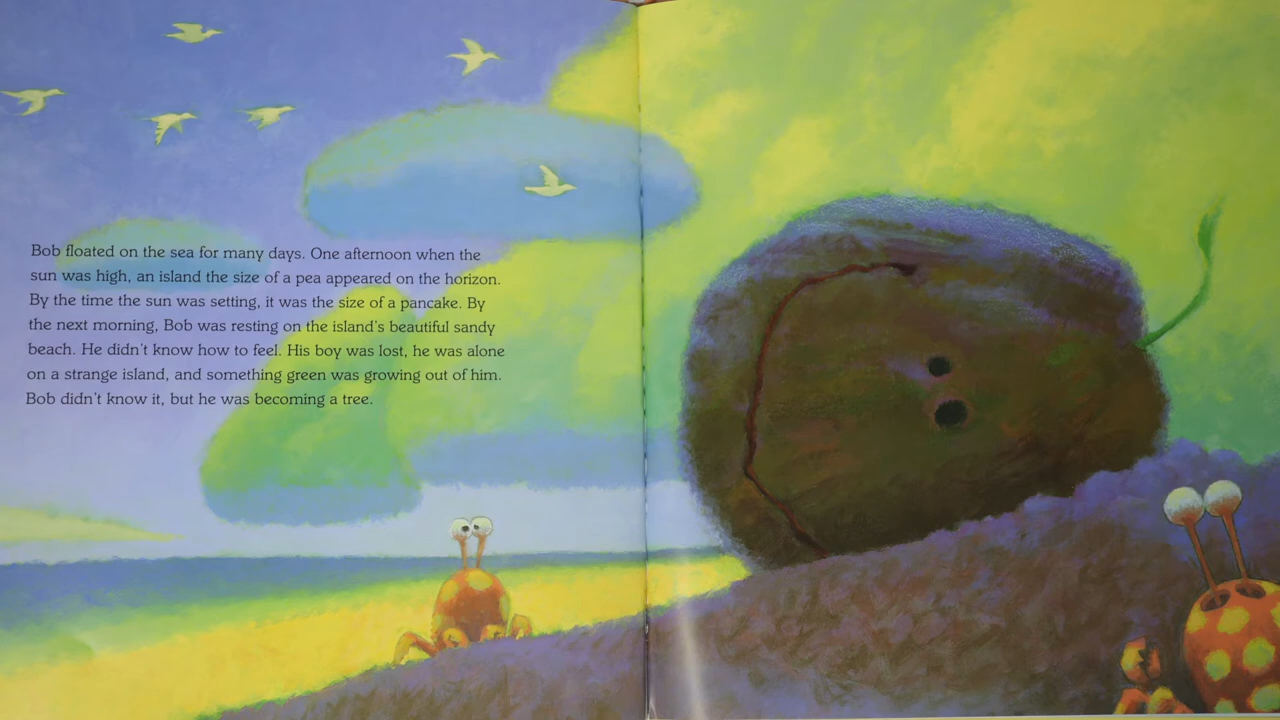 Bob floated on the sea for many days. One afternoon when the
sun was high, an island the size of a pea appeared on the horizon.
By the time the sun was setting, it was the size of a pancake. By
the next morning, Bob was resting on the island's beautiful sandy
beach. He didn't know how to feel. His boy was lost, he was alone
on a strange island, and something green was growing out of him.
Bob didn't know it, but he was becoming a tree.